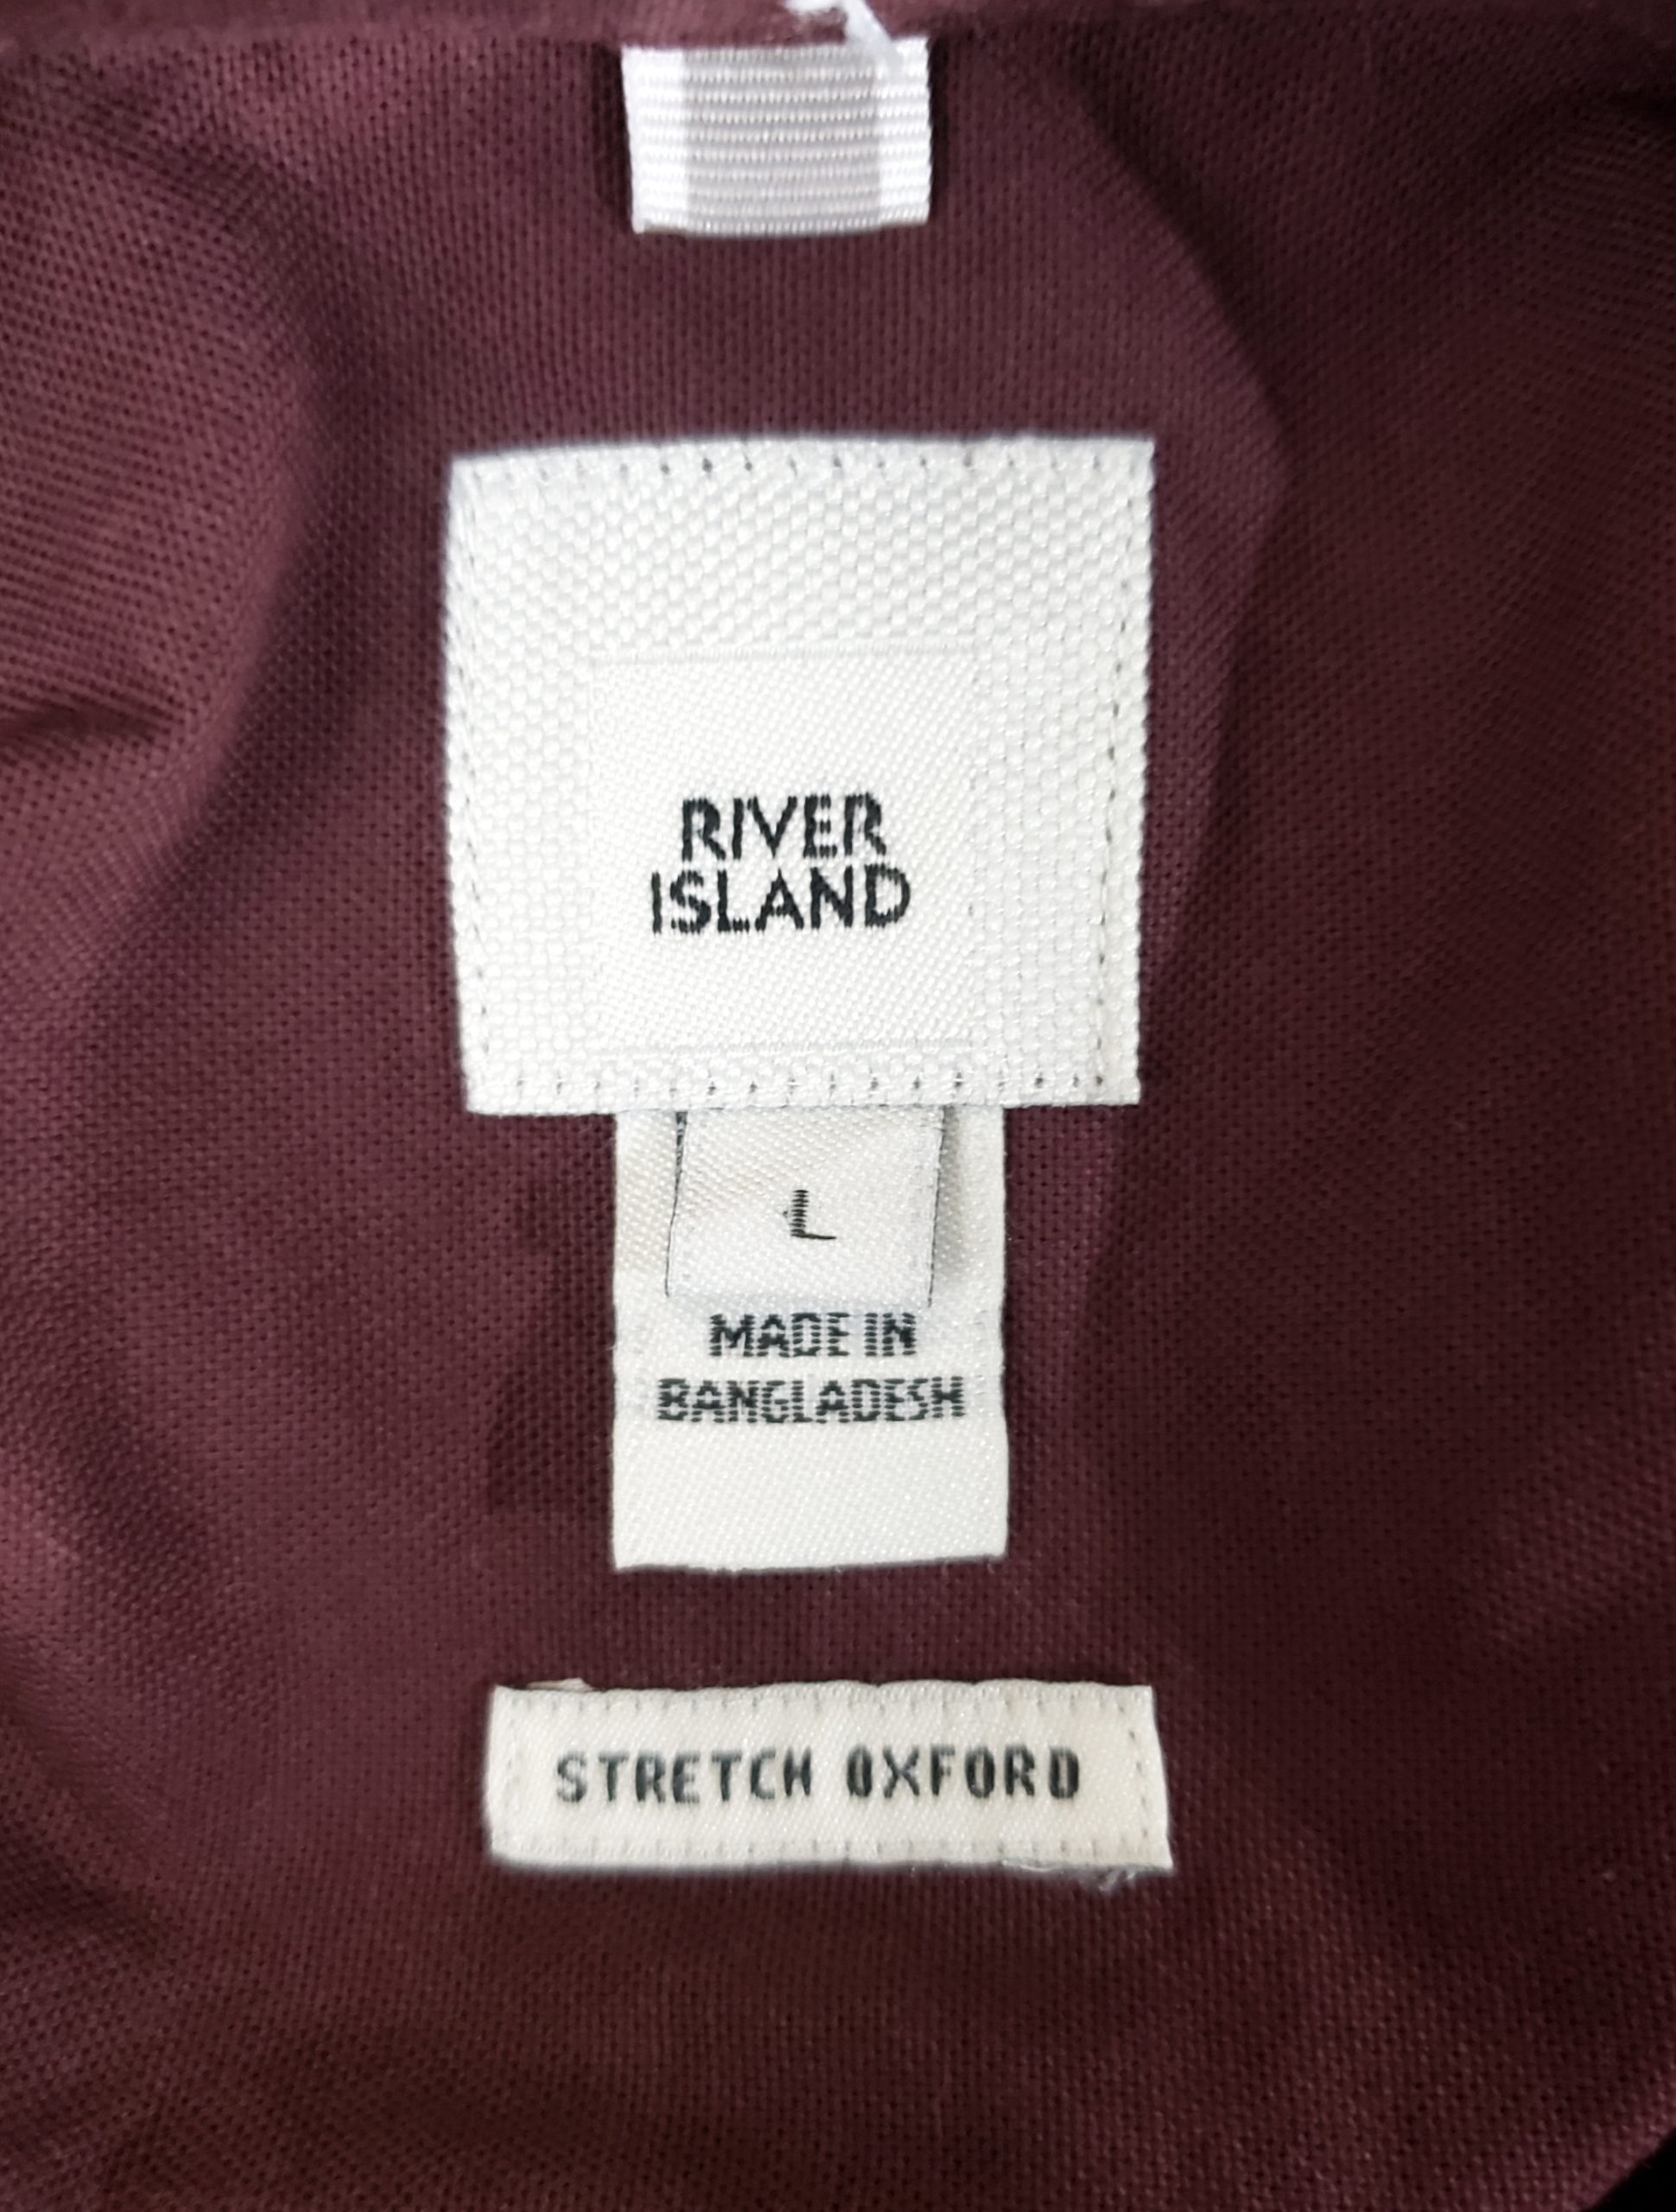 RIVER
ISLAND
L
MADE IN
BANGLADESH
STRETCH OXFORD